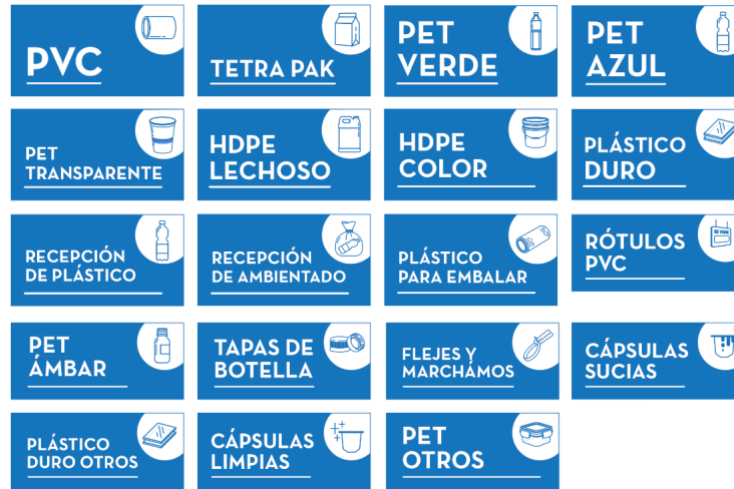 PVC
TETRA PAK
PET
VERDE
PET
AZUL
PET
TRANSPARENTE
HDPE
LECHOSO
HDPE
COLOR
PLÁSTICO
DURO
RECEPCIÓN
DE PLÁSTICO
RECEPCIÓN
DE AMBIENTADO
PLÁSTICO
PARA EMBALAR
RÓTULOS
PVC
PET
ÁMBAR
TAPAS DE
BOTELLA
FLEJES Y
MARCHÁMOS
CÁPSULAS
SUCIAS
PLÁSTICO
DURO OTROS
CÁPSULAS
LIMPIAS
PET
OTROS